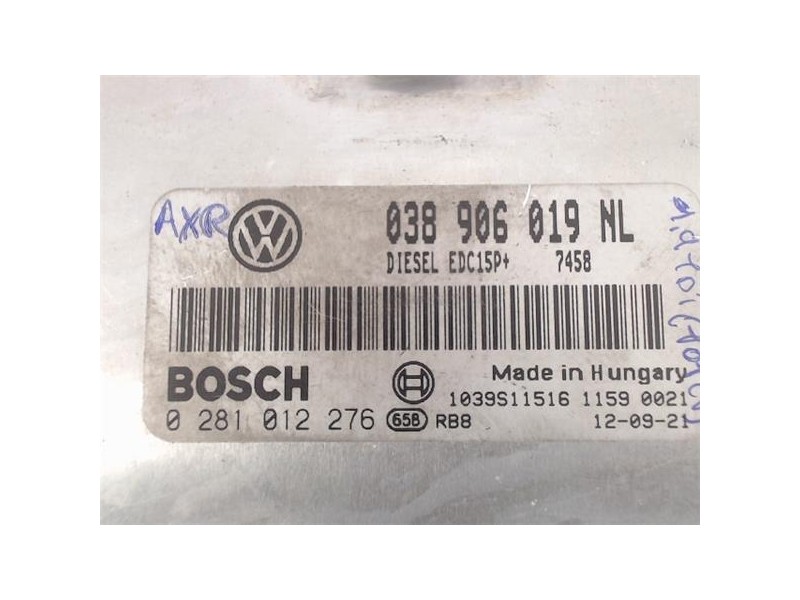 AXR
038 906 019 NL
DIESEL EDC15P+ 7458
BOSCH
Made in Hungary
1039S11516 1159 0021
0 281 012 276 658 RB8 12-09-21